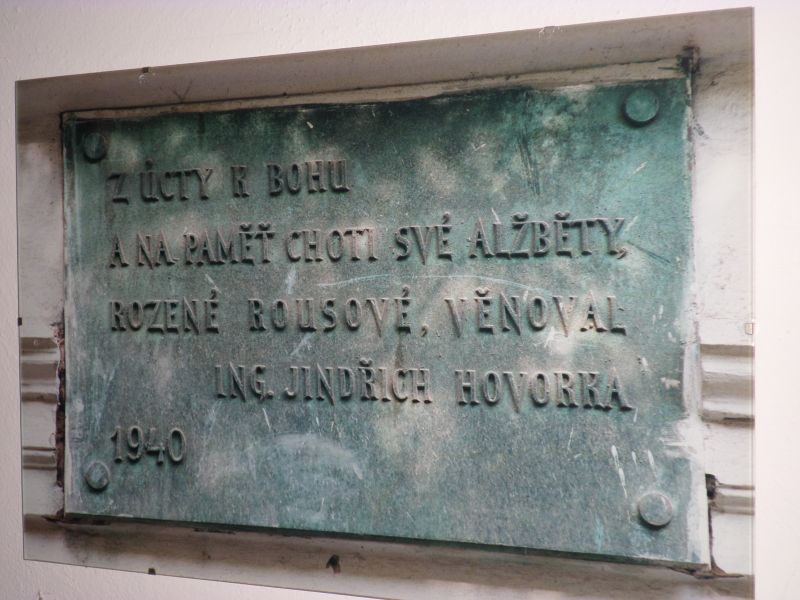 Z ÚCTY K BOHU
A NA PAMĚŤ CHOTI SVÉ ALŽBĚTY,
ROZENÉ ROUSOVÉ, VĚNOVAL
ING. JINDŘICH HOVORKA
1940